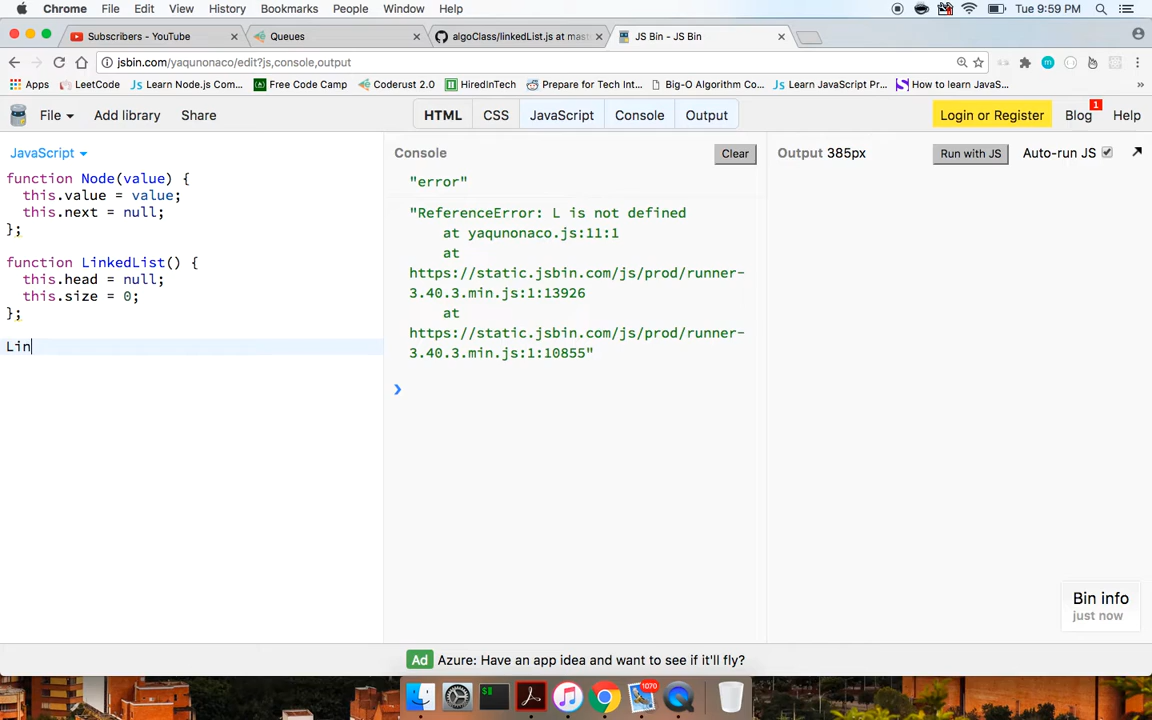 Chrome File Edit View History Bookmarks People Window Help Tue 9:59 PM
Subscribers - YouTube Queues algoClass/linkedList.js at mast JS Bin - JS Bin
jsbin.com/yaqunonaco/edit?js,console,output
Apps LeetCode Learn Node.js Com... Free Code Camp Coderust 2.0 HiredInTech Prepare for Tech Int... Big-O Algorithm Co... Learn JavaScript Pr... How to learn JavaS... »
File Add library Share HTML CSS JavaScript Console Output Login or Register Blog 1 Help
JavaScript
function Node(value) {
this.value = value;
this.next = null;
};
function LinkedList() {
this.head = null;
this.size = 0;
};
Lin
Console Clear
"error"
"ReferenceError: L is not defined
at yaqunonaco.js:11:1
at
https://static.jsbin.com/js/prod/runner-
3.40.3.min.js:1:13926
at
https://static.jsbin.com/js/prod/runner-
3.40.3.min.js:1:10855"
Output 385px Run with JS Auto-run JS
Bin info
just now
Ad Azure: Have an app idea and want to see if it'll fly?
1070